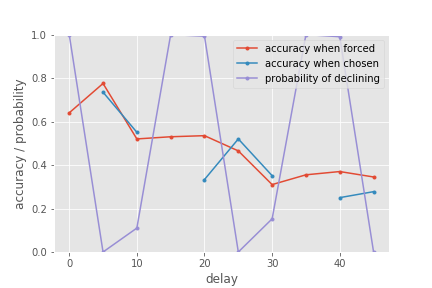 accuracy when forced
accuracy when chosen
probability of declining
1.0
0.8
0.6
0.4
0.2
0.0
accuracy / probability
0 10 20 30 40
delay